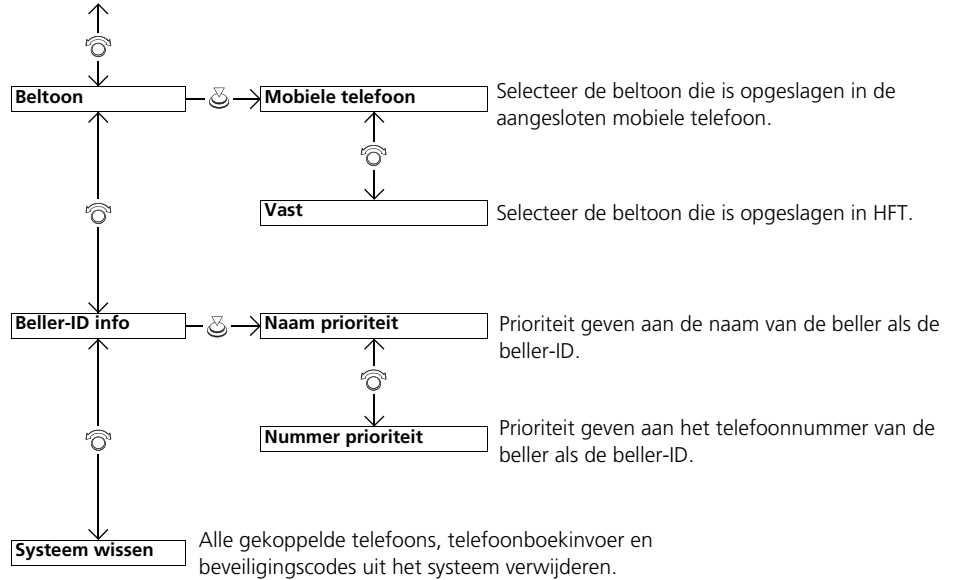 Beltoon
Mobiele telefoon
Selecteer de beltoon die is opgeslagen in de
aangesloten mobiele telefoon.
Vast
Selecteer de beltoon die is opgeslagen in HFT.
Beller-ID info
Naam prioriteit
Prioriteit geven aan de naam van de beller als de
beller-ID.
Nummer prioriteit
Prioriteit geven aan het telefoonnummer van de
beller als de beller-ID.
Systeem wissen
Alle gekoppelde telefoons, telefoonboekinvoer en
beveiligingscodes uit het systeem verwijderen.